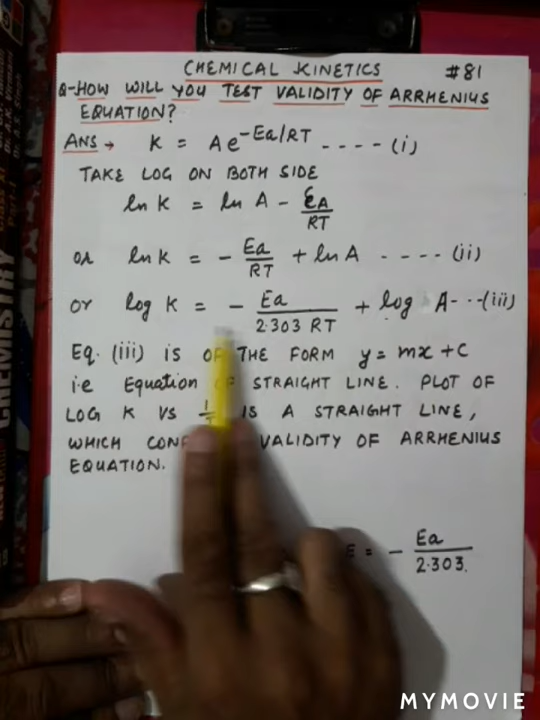 CHEMICAL KINETICS #81
Q-HOW WILL YOU TEST VALIDITY OF ARRHENIUS
EQUATION?
ANS → K = Ae^-Ea/RT ---- (i)
TAKE LOG ON BOTH SIDE
ln K = ln A - EA/RT
or ln K = - Ea/RT + ln A ---- (ii)
or log K = - Ea/2.303 RT + log A --- (iii)
Eq. (iii) IS OF THE FORM y = mx + C
i.e Equation OF STRAIGHT LINE. PLOT OF
LOG K VS IS A STRAIGHT LINE,
WHICH VALIDITY OF ARRHENIUS
EQUATION.
= - Ea/2.303
MYMOVIE